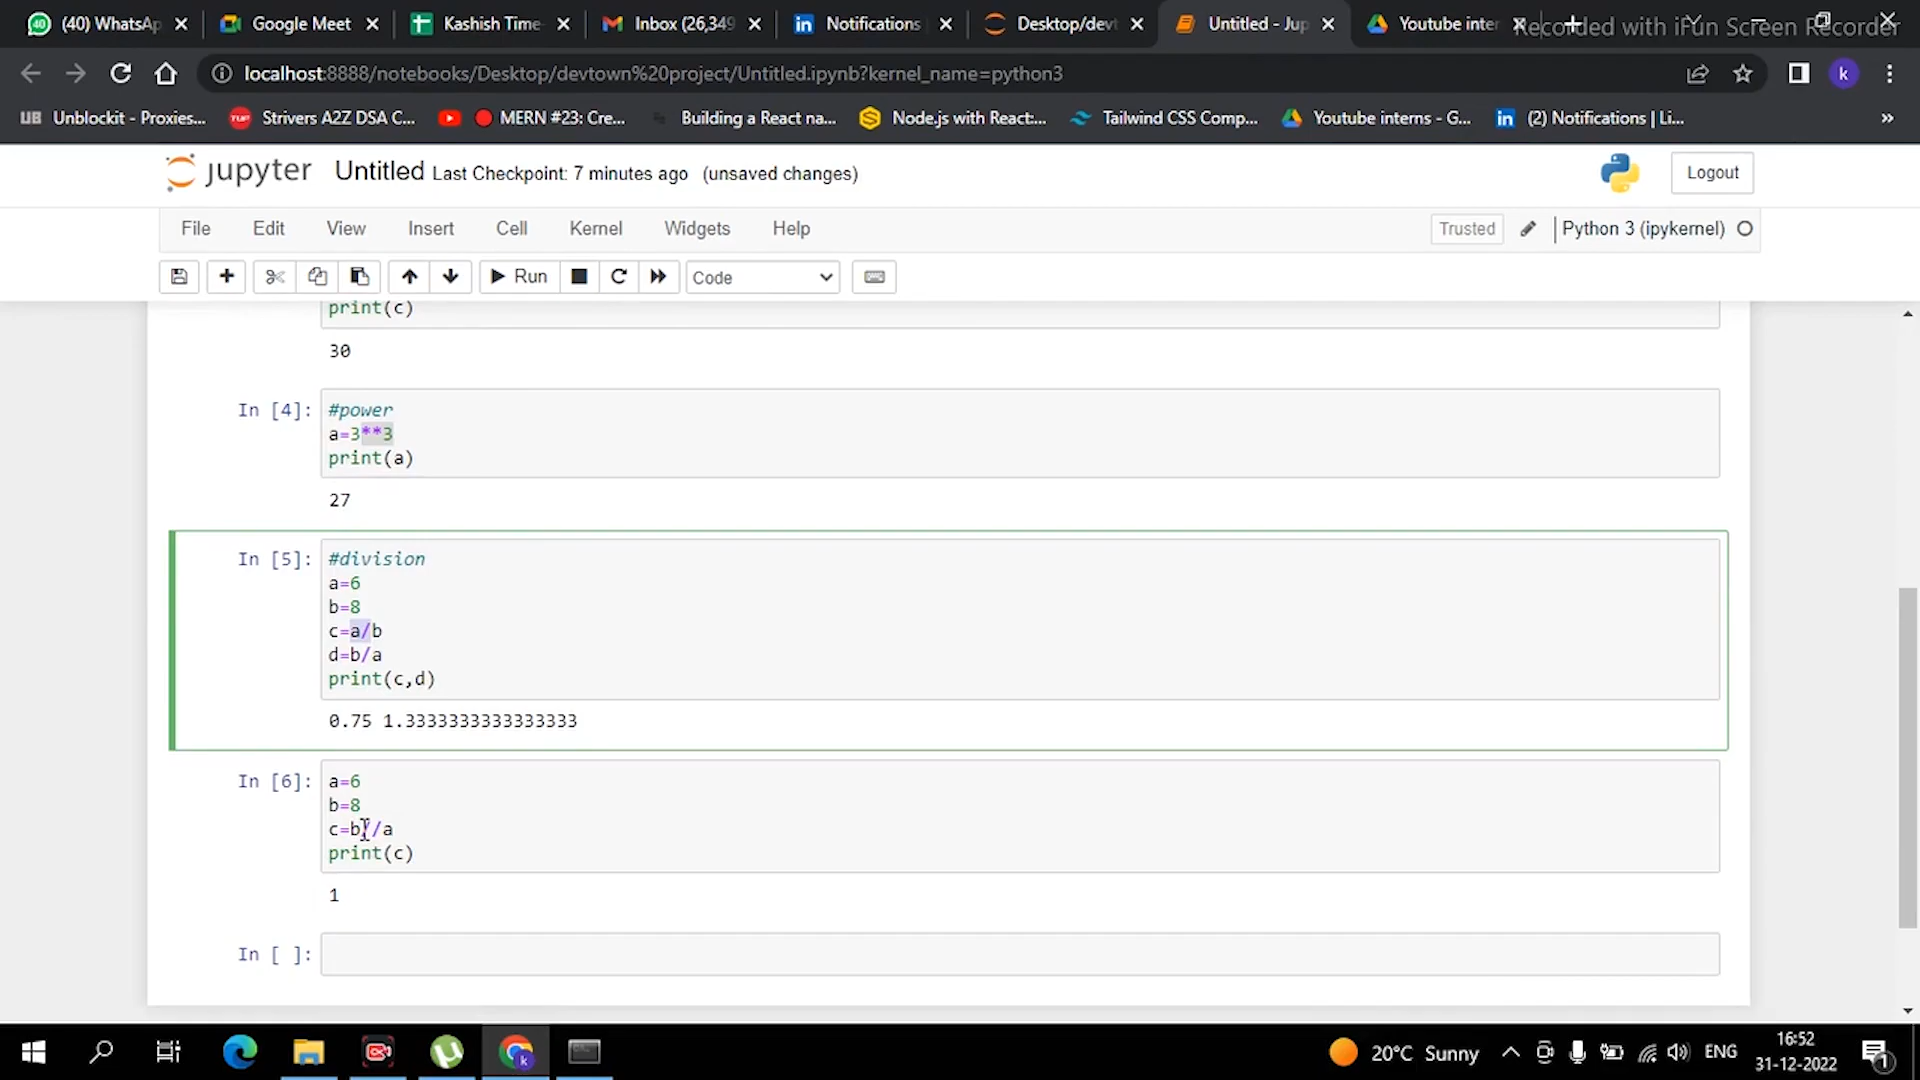 (40) WhatsAp
Google Meet
Kashish Time
Inbox (26,349
Notifications
Desktop/devt
Untitled - Jup
Youtube inter
Recorded with iFun Screen Recorder
localhost:8888/notebooks/Desktop/devtown%20project/Untitled.ipynb?kernel_name=python3
k
UB Unblockit - Proxies...
TUF Strivers A2Z DSA C...
MERN #23: Cre...
Building a React na...
Node.js with React:...
Tailwind CSS Comp...
Youtube interns - G...
(2) Notifications | Li...
»
jupyter Untitled Last Checkpoint: 7 minutes ago (unsaved changes)
Logout
File Edit View Insert Cell Kernel Widgets Help
Trusted
Python 3 (ipykernel)
Run
Code
print(c)
30
In [4]:
#power
a=3**3
print(a)
27
In [5]:
#division
a=6
b=8
c=a/b
d=b/a
print(c,d)
0.75 1.3333333333333333
In [6]:
a=6
b=8
c=b//a
print(c)
1
In [ ]:
20°C Sunny
ENG
16:52
31-12-2022
1